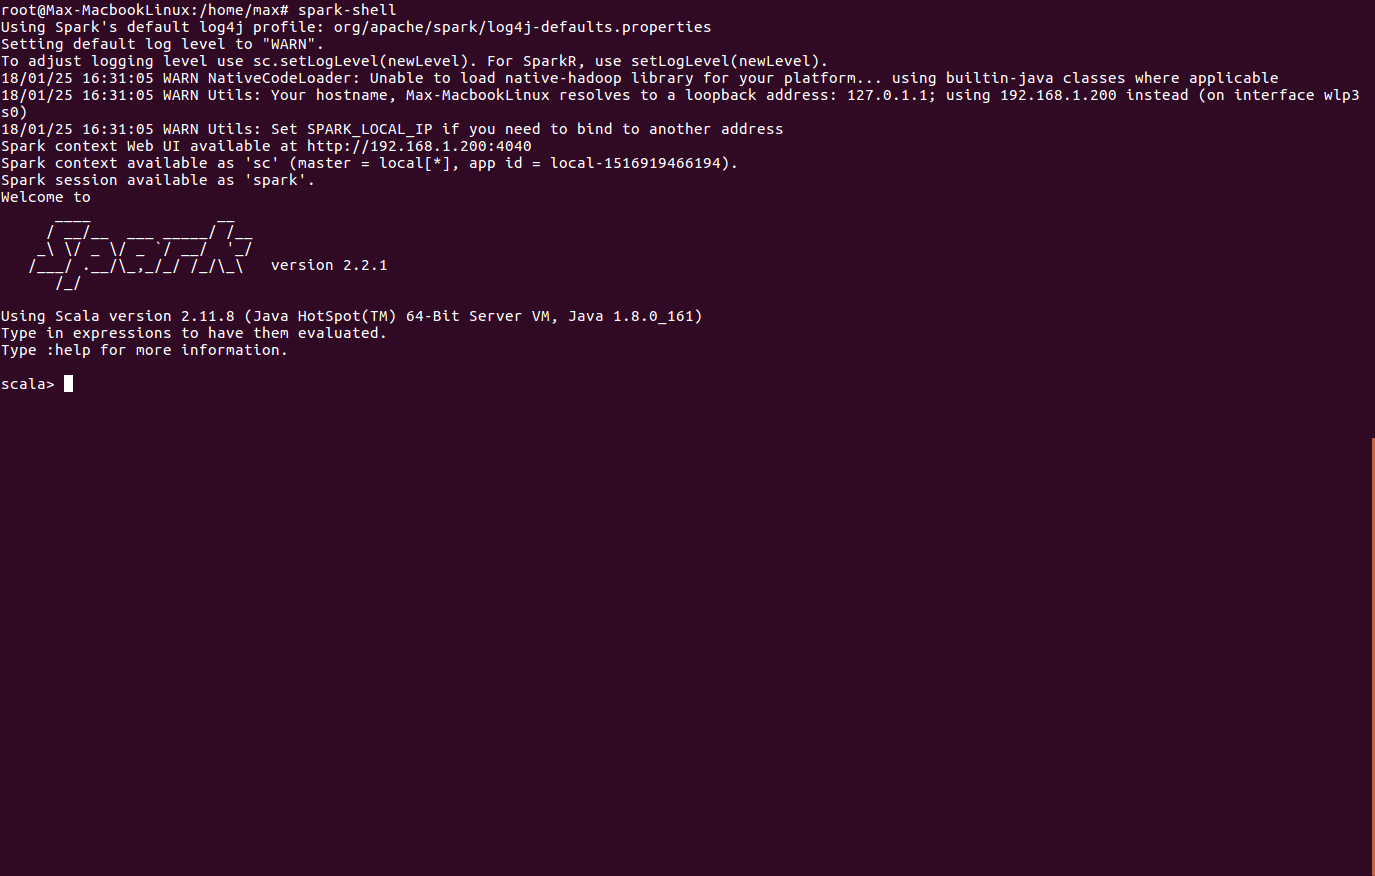 root@Max-MacbookLinux:/home/max# spark-shell
Using Spark's default log4j profile: org/apache/spark/log4j-defaults.properties
Setting default log level to "WARN".
To adjust logging level use sc.setLogLevel(newLevel). For SparkR, use setLogLevel(newLevel).
18/01/25 16:31:05 WARN NativeCodeLoader: Unable to load native-hadoop library for your platform... using builtin-java classes where applicable
18/01/25 16:31:05 WARN Utils: Your hostname, Max-MacbookLinux resolves to a loopback address: 127.0.1.1; using 192.168.1.200 instead (on interface wlp3
s0)
18/01/25 16:31:05 WARN Utils: Set SPARK_LOCAL_IP if you need to bind to another address
Spark context Web UI available at http://192.168.1.200:4040
Spark context available as 'sc' (master = local[*], app id = local-1516919466194).
Spark session available as 'spark'.
Welcome to
      ____              __
     / __/__  ___ _____/ /__
    _\ \/ _ \/ _ `/ __/  '_/
   /___/ .__/\_,_/_/ /_/\_\   version 2.2.1
      /_/
Using Scala version 2.11.8 (Java HotSpot(TM) 64-Bit Server VM, Java 1.8.0_161)
Type in expressions to have them evaluated.
Type :help for more information.
scala>